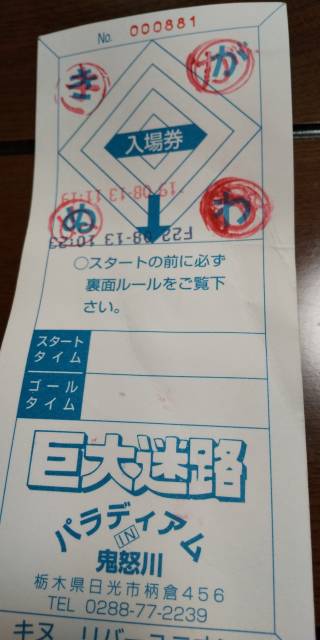 No. 000881
き が
入場券
'19-08-13 11:19
ぬ わ
F22-08-13 10:23
○スタートの前に必ず
裏面ルールをご覧下
さい。
スタート
タイム
ゴール
タイム
巨大迷路
パラディアム
IN
鬼怒川
栃木県日光市柄倉456
TEL 0288-77-2239